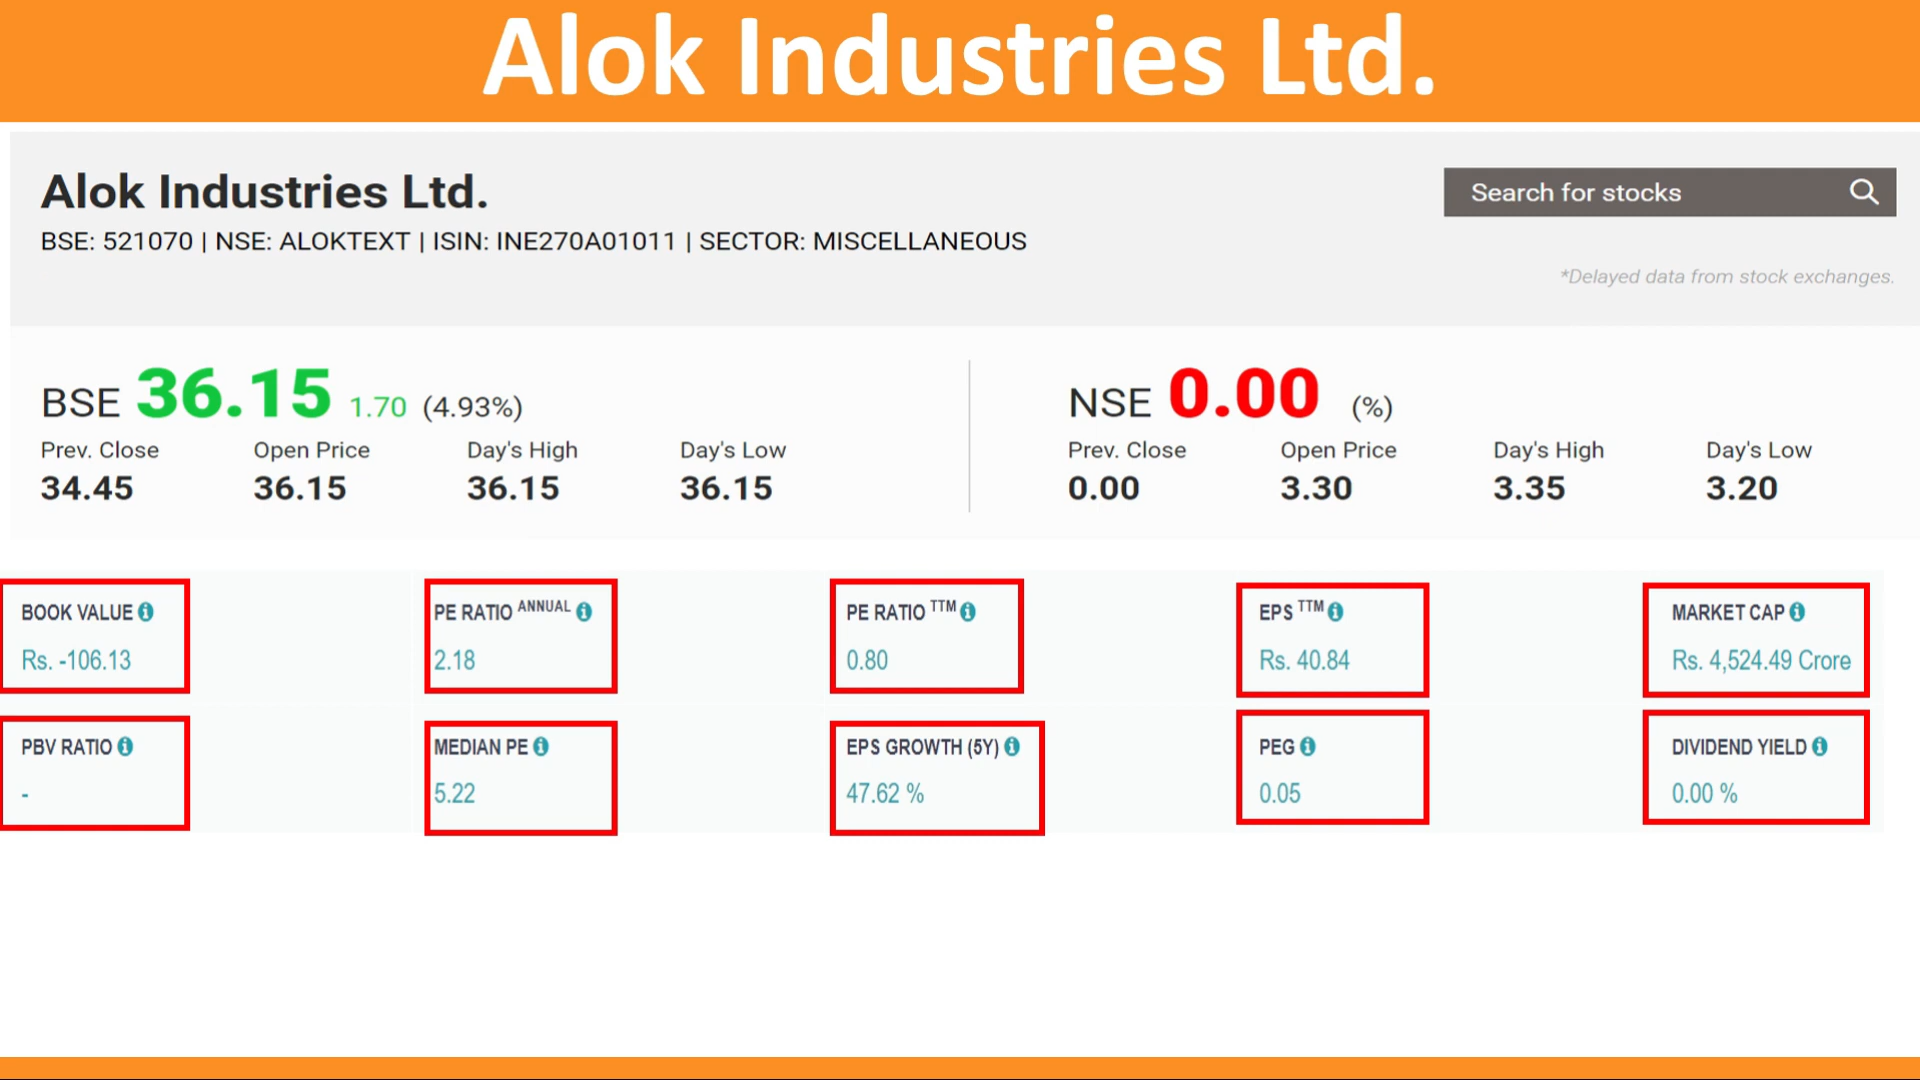 Alok Industries Ltd.
Alok Industries Ltd.
Search for stocks
BSE: 521070 | NSE: ALOKTEXT | ISIN: INE270A01011 | SECTOR: MISCELLANEOUS
*Delayed data from stock exchanges.
BSE 36.15 1.70 (4.93%)
Prev. Close Open Price Day's High Day's Low
34.45 36.15 36.15 36.15
NSE 0.00 (%)
Prev. Close Open Price Day's High Day's Low
0.00 3.30 3.35 3.20
BOOK VALUE PE RATIO ANNUAL PE RATIO TTM EPS TTM MARKET CAP
Rs. -106.13 2.18 0.80 Rs. 40.84 Rs. 4,524.49 Crore
PBV RATIO MEDIAN PE EPS GROWTH (5Y) PEG DIVIDEND YIELD
- 5.22 47.62 % 0.05 0.00 %